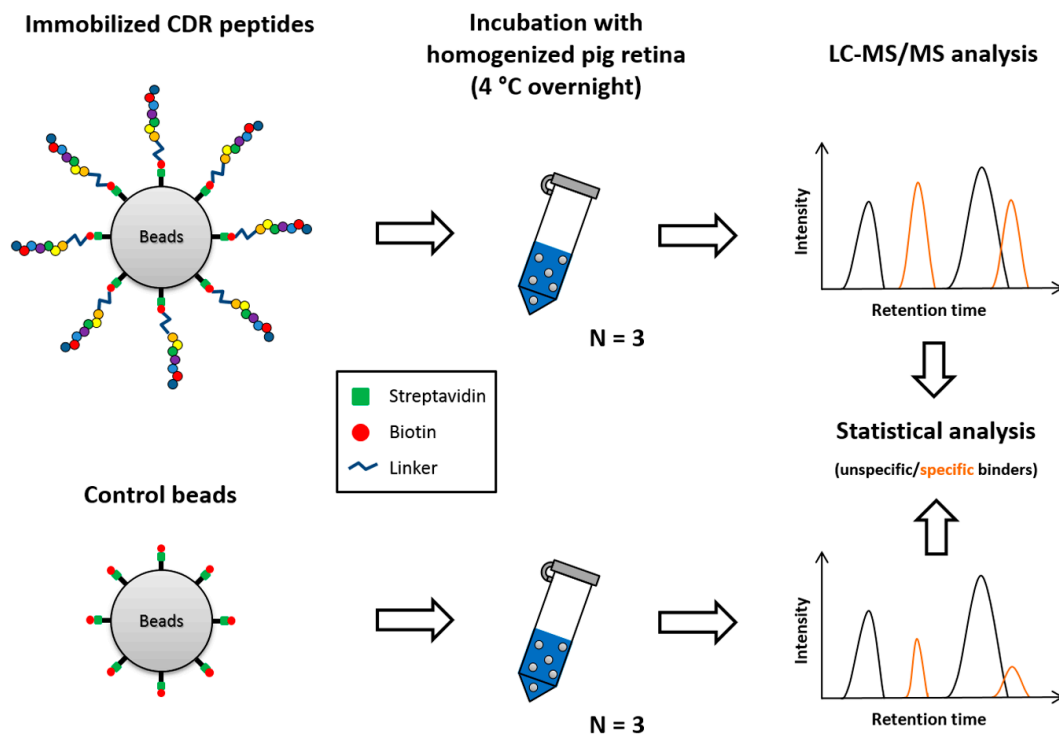 Immobilized CDR peptides
Incubation with
homogenized pig retina
(4 °C overnight)
LC-MS/MS analysis
Beads
Intensity
Retention time
N = 3
Streptavidin
Biotin
Linker
Statistical analysis
(unspecific/specific binders)
Control beads
Beads
Intensity
Retention time
N = 3